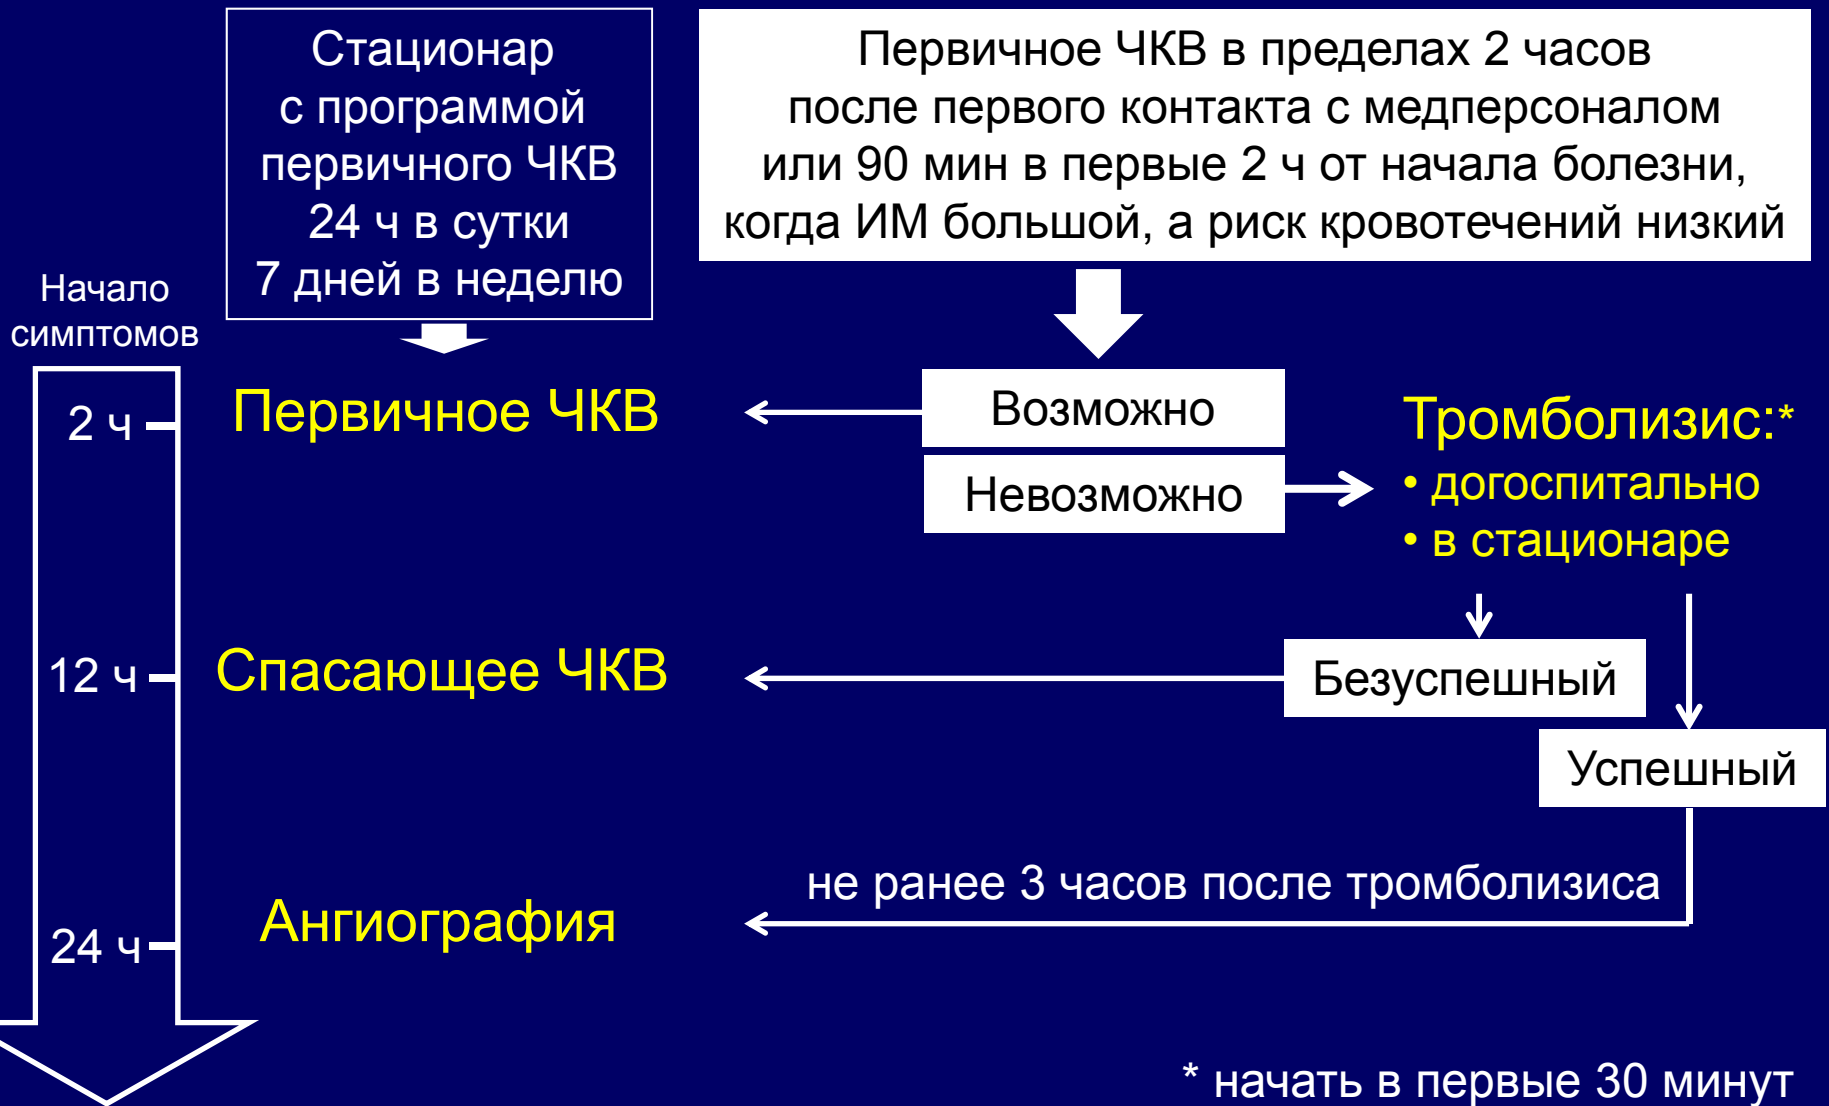 Стационар
с программой
первичного ЧКВ
24 ч в сутки
7 дней в неделю
Первичное ЧКВ в пределах 2 часов
после первого контакта с медперсоналом
или 90 мин в первые 2 ч от начала болезни,
когда ИМ большой, а риск кровотечений низкий
Начало
симптомов
2 ч
Первичное ЧКВ
Возможно
Невозможно
Тромболизис:*
• догоспитально
• в стационаре
12 ч
Спасающее ЧКВ
Безуспешный
Успешный
не ранее 3 часов после тромболизиса
24 ч
Ангиография
* начать в первые 30 минут